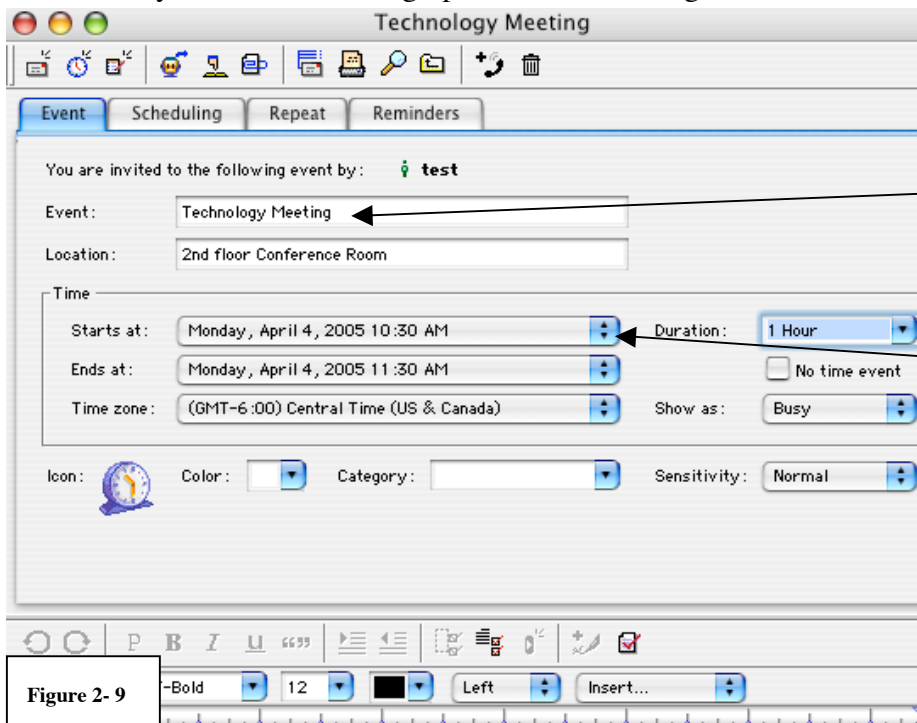 Technology Meeting
Event Scheduling Repeat Reminders
You are invited to the following event by: test
Event: Technology Meeting
Location: 2nd floor Conference Room
Time
Starts at: Monday, April 4, 2005 10:30 AM Duration: 1 Hour
Ends at: Monday, April 4, 2005 11:30 AM No time event
Time zone: (GMT-6:00) Central Time (US & Canada) Show as: Busy
Icon: Color: Category: Sensitivity: Normal
P B I U
Figure 2- 9 -Bold 12 Left Insert...